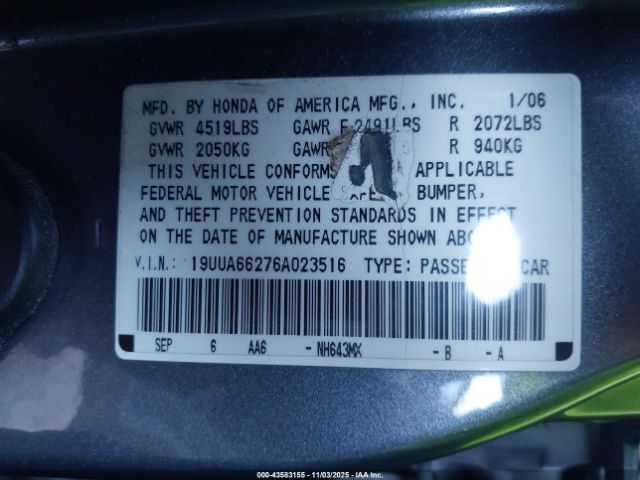 MFD. BY HONDA OF AMERICA MFG., INC. 1/06
GVWR 4519LBS GAWR F 2491LBS R 2072LBS
GVWR 2050KG GAWR R 940KG
THIS VEHICLE CONFORMS APPLICABLE
FEDERAL MOTOR VEHICLE BUMPER,
AND THEFT PREVENTION STANDARDS IN EFFECT
ON THE DATE OF MANUFACTURE SHOWN
V.I.N.: 19UUA66276A023516 TYPE: CAR
SEP 6 AA6 - NH643MX - B - A
000-43583155 - 11/03/2025 - IAA Inc.